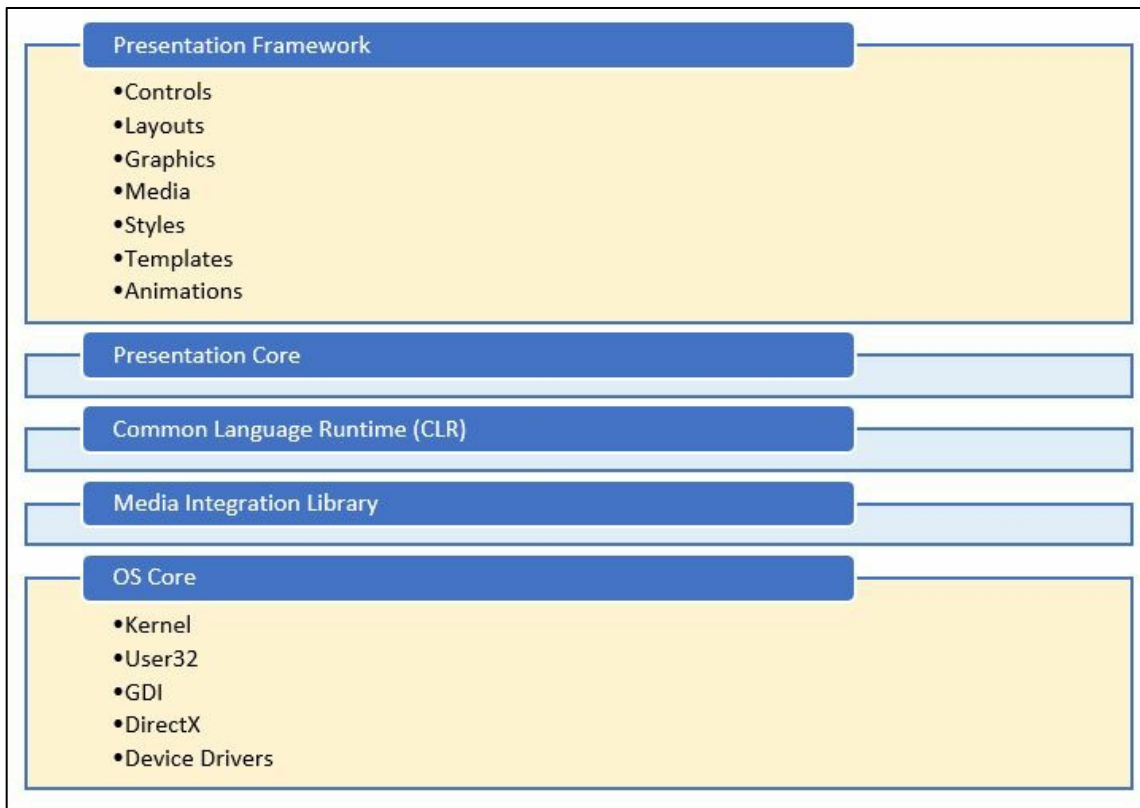 Presentation Framework
•Controls
•Layouts
•Graphics
•Media
•Styles
•Templates
•Animations
Presentation Core
Common Language Runtime (CLR)
Media Integration Library
OS Core
•Kernel
•User32
•GDI
•DirectX
•Device Drivers